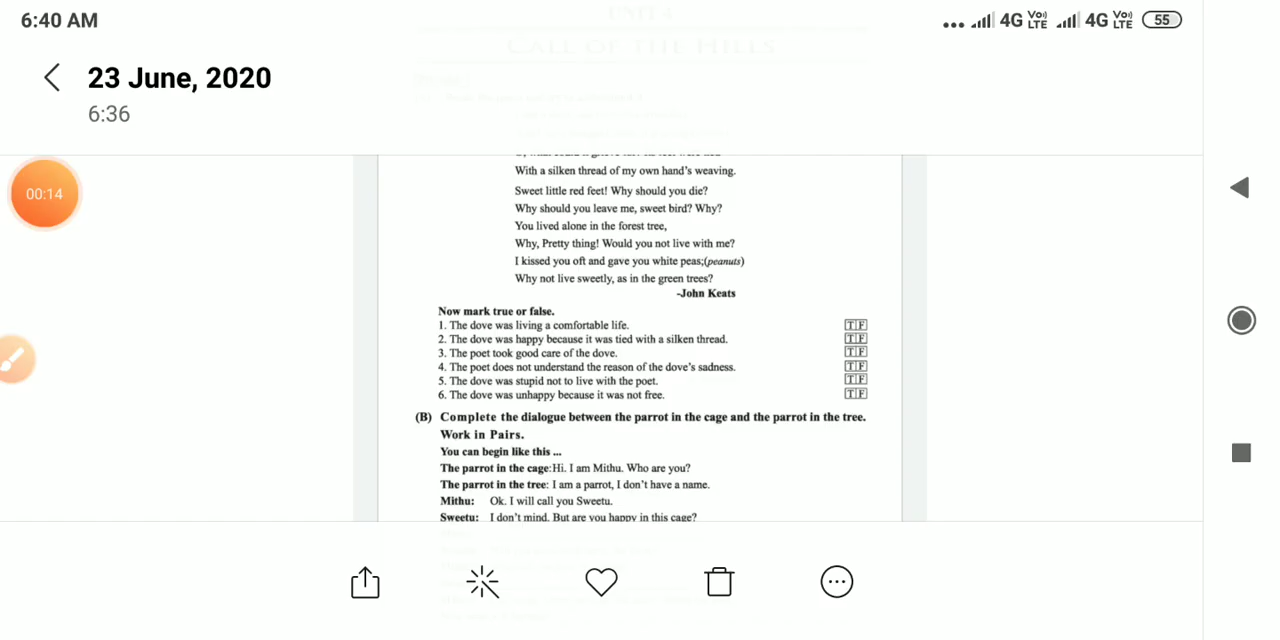 6:40 AM
4G Vo) LTE 4G Vo) LTE 55
23 June, 2020
6:36
UNIT 4
CALL OF THE HILLS
00:14
With a silken thread of my own hand's weaving.
Sweet little red feet! Why should you die?
Why should you leave me, sweet bird? Why?
You lived alone in the forest tree,
Why, Pretty thing! Would you not live with me?
I kissed you oft and gave you white peas;(peanuts)
Why not live sweetly, as in the green trees?
-John Keats
Now mark true or false.
1. The dove was living a comfortable life. T F
2. The dove was happy because it was tied with a silken thread. T F
3. The poet took good care of the dove. T F
4. The poet does not understand the reason of the dove's sadness. T F
5. The dove was stupid not to live with the poet. T F
6. The dove was unhappy because it was not free. T F
(B) Complete the dialogue between the parrot in the cage and the parrot in the tree.
Work in Pairs.
You can begin like this ...
The parrot in the cage:Hi. I am Mithu. Who are you?
The parrot in the tree: I am a parrot, I don't have a name.
Mithu: Ok. I will call you Sweetu.
Sweetu: I don't mind. But are you happy in this cage?